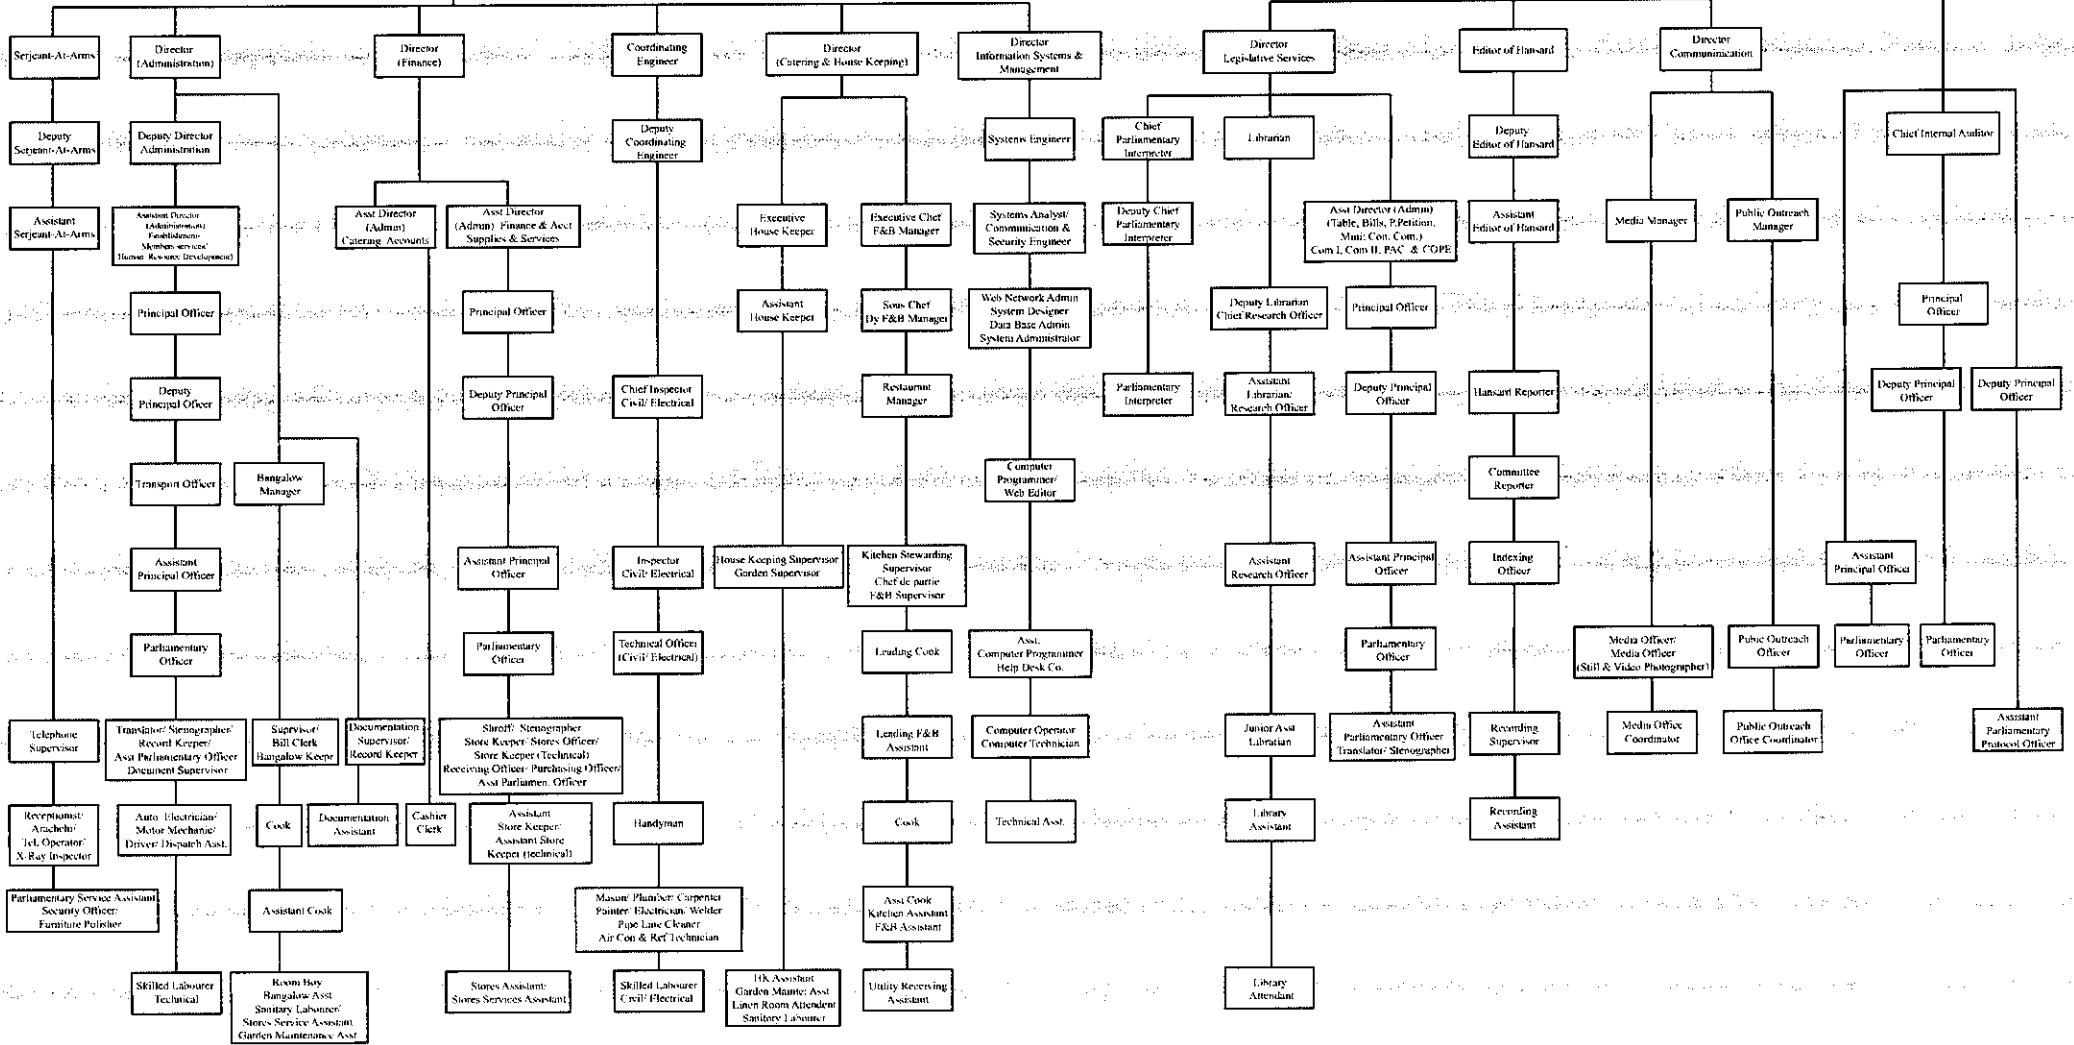 Serjeant-At-Arms
Director
(Administration)
Director
(Finance)
Coordinating
Engineer
Director
(Catering & House Keeping)
Director
Information Systems &
Management
Director
Legislative Services
Editor of Hansard
Director
Communinication
Deputy
Serjeant-At-Arms
Deputy Director
Administration
Deputy
Coordinating
Engineer
Systems Engineer
Chief
Parliamentary
Interpreter
Librarian
Deputy
Editor of Hansard
Chief Internal Auditor
Assistant
Serjeant-At-Arms
Assistant Director
(Administration)
Establishment
Members services/
Human Resource Development)
Asst Director
(Admin)
Catering Accounts
Asst Director
(Admin) Finance & Acct
Supplies & Services
Executive
House Keeper
Executive Chef
F&B Manager
Systems Analyst/
Communication &
Security Engineer
Deputy Chief
Parliamentary
Interpreter
Asst Director (Admin)
(Table, Bills, P.Petition,
Mini: Con. Com.)
Com I, Com II, PAC & COPE
Assistant
Editor of Hansard
Media Manager
Public Outreach
Manager
Principal Officer
Principal Officer
Assistant
House Keeper
Sous Chef
Dy F&B Manager
Web Network Admin
System Designer
Data Base Admin
System Administrator
Deputy Librarian
Chief Research Officer
Principal Officer
Principal
Officer
Deputy
Principal Officer
Deputy Principal
Officer
Chief Inspector
Civil/ Electrical
Restaurant
Manager
Parliamentary
Interpreter
Assistant
Librarian/
Research Officer
Deputy Principal
Officer
Hansard Reporter
Deputy Principal
Officer
Deputy Principal
Officer
Transport Officer
Bangalow
Manager
Computer
Programmer/
Web Editor
Committee
Reporter
Assistant
Principal Officer
Assistant Principal
Officer
Inspector
Civil/ Electrical
House Keeping Supervisor
Garden Supervisor
Kitchen Stewarding
Supervisor
Chef de partie
F&B Supervisor
Assistant
Research Officer
Assistant Principal
Officer
Indexing
Officer
Assistant
Principal Officer
Parliamentary
Officer
Parliamentary
Officer
Technical Officer
(Civil/ Electrical)
Leading Cook
Asst.
Computer Programmer
Help Desk Co.
Parliamentary
Officer
Media Officer/
Media Officer
(Still & Video Photographer)
Pubic Outreach
Officer
Parliamentary
Officer
Parliamentary
Officer
Telephone
Supervisor
Translator/ Stenographer/
Record Keeper/
Asst Parliamentary Officer
Document Supervisor
Suprvisor/
Bill Clerk
Bangalow Keepr
Documentation
Supervisor/
Record Keeper
Shroff/ Stenographer
Store Keeper/ Stores Officer/
Store Keeper (Technical)
Receiving Officer/ Purchasing Officer/
Asst Parliamen. Officer
Leading F&B
Assistant
Computer Operator
Computer Technician
Junior Asst
Libratian
Assistant
Parliamentary Officer
Translator/ Stenographer
Recording
Supervisor
Media Office
Coordinator
Public Outreach
Office Coordinator
Assistant
Parliamentary
Protocol Officer
Receptionist/
Arachchi/
Tel. Operator/
X-Ray Inspector
Auto Electrician/
Motor Mechanic/
Driver/ Dispatch Asst.
Cook
Documentation
Assistant
Cashier
Clerk
Assistant
Store Keeper/
Assistant Store
Keeper (technical)
Handyman
Cook
Technical Asst.
Library
Assistant
Recording
Assistant
Parliamentary Service Assistant
Security Officer/
Furniture Polisher
Assistant Cook
Mason/ Plumber/ Carpenter
Painter/ Electrician/ Welder
Pipe Lane Cleaner
Air Con & Ref Technician
Asst Cook
Kitchen Assistant
F&B Assistant
Skilled Labourer
Technical
Room Boy
Bangalow Asst
Sanitary Labourer/
Stores Service Assistant
Garden Maintenance Asst
Stores Assistant/
Stores Services Assistant
Skilled Labourer
Civil/ Electrical
HK Assistant
Garden Mainte: Asst
Linen Room Attendent
Sanitory Labourer
Utility Receiving
Assistant
Library
Attendant